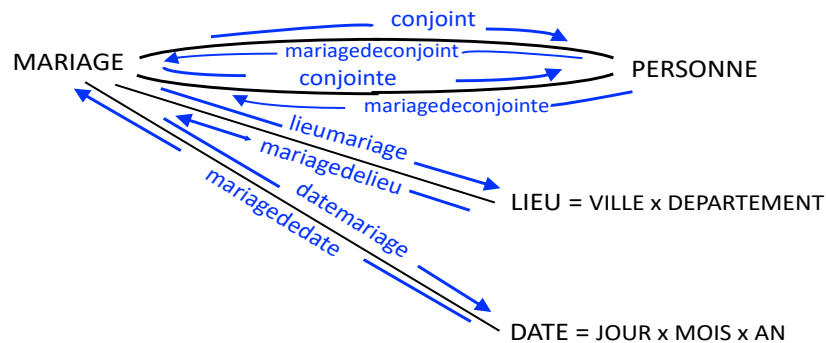 conjoint
mariagedeconjoint
MARIAGE
conjointe
PERSONNE
mariagedeconjointe
lieumariage
mariagedelieu
LIEU = VILLE x DEPARTEMENT
datemariage
mariagededate
DATE = JOUR x MOIS x AN